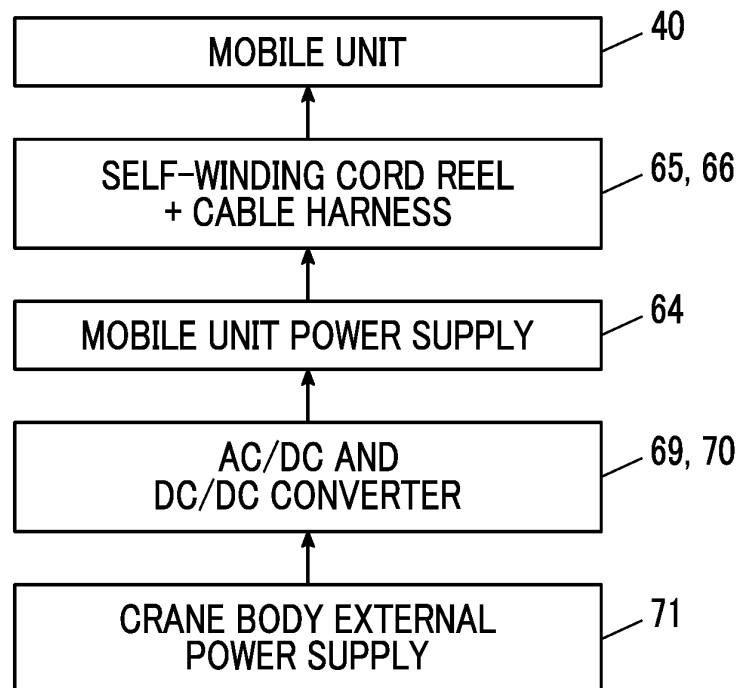 MOBILE UNIT
40
SELF-WINDING CORD REEL
+ CABLE HARNESS
65, 66
MOBILE UNIT POWER SUPPLY
64
AC/DC AND
DC/DC CONVERTER
69, 70
CRANE BODY EXTERNAL
POWER SUPPLY
71